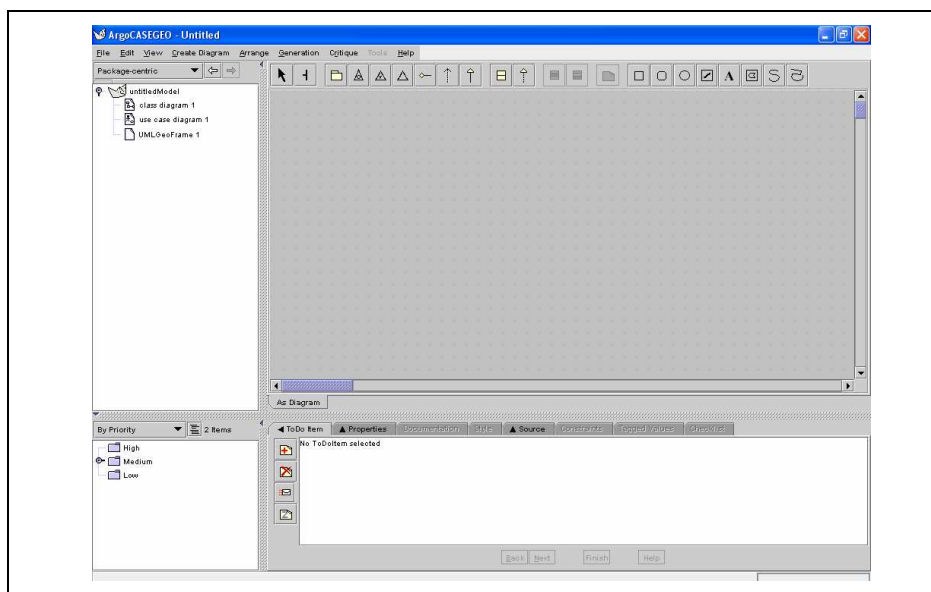 ArgoCASEGEO - Untitled
File Edit View Create Diagram Arrange Generation Critique Tools Help
Package-centric
untitledModel
class diagram 1
use case diagram 1
UMLGeoFrame 1
A
As Diagram
By Priority 2 Items
High
Medium
Low
ToDo Item Properties Documentation Style Source Constraints Tagged Values Checklist
No ToDoItem selected
Back Next Finish Help